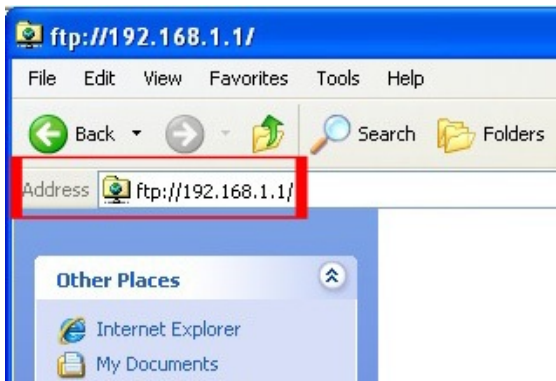 ftp://192.168.1.1/
File Edit View Favorites Tools Help
Back Search Folders
Address ftp://192.168.1.1/
Other Places
Internet Explorer
My Documents